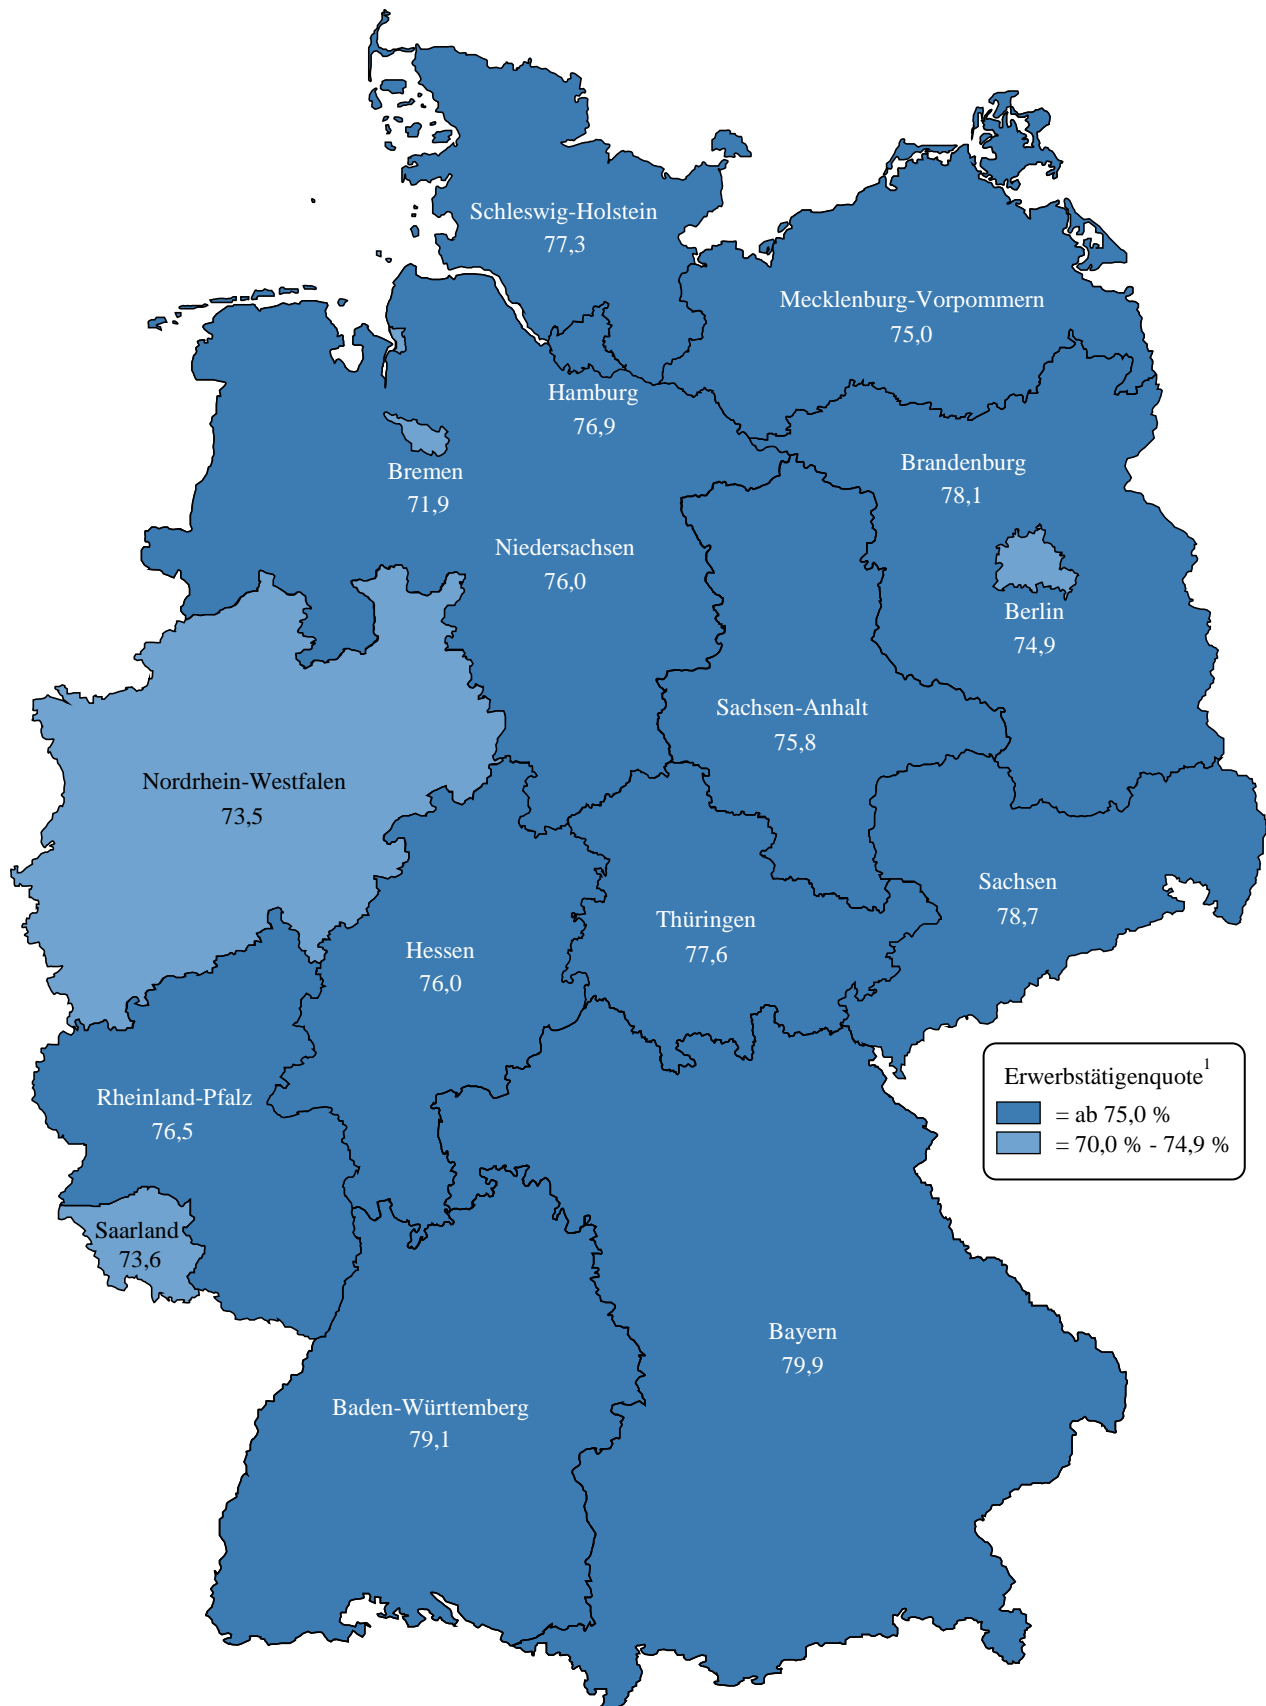 Schleswig-Holstein
77,3
Mecklenburg-Vorpommern
75,0
Hamburg
76,9
Bremen
71,9
Brandenburg
78,1
Niedersachsen
76,0
Berlin
74,9
Sachsen-Anhalt
75,8
Nordrhein-Westfalen
73,5
Sachsen
78,7
Thüringen
77,6
Hessen
76,0
Erwerbstätigenquote¹
= ab 75,0 %
= 70,0 % - 74,9 %
Rheinland-Pfalz
76,5
Saarland
73,6
Bayern
79,9
Baden-Württemberg
79,1